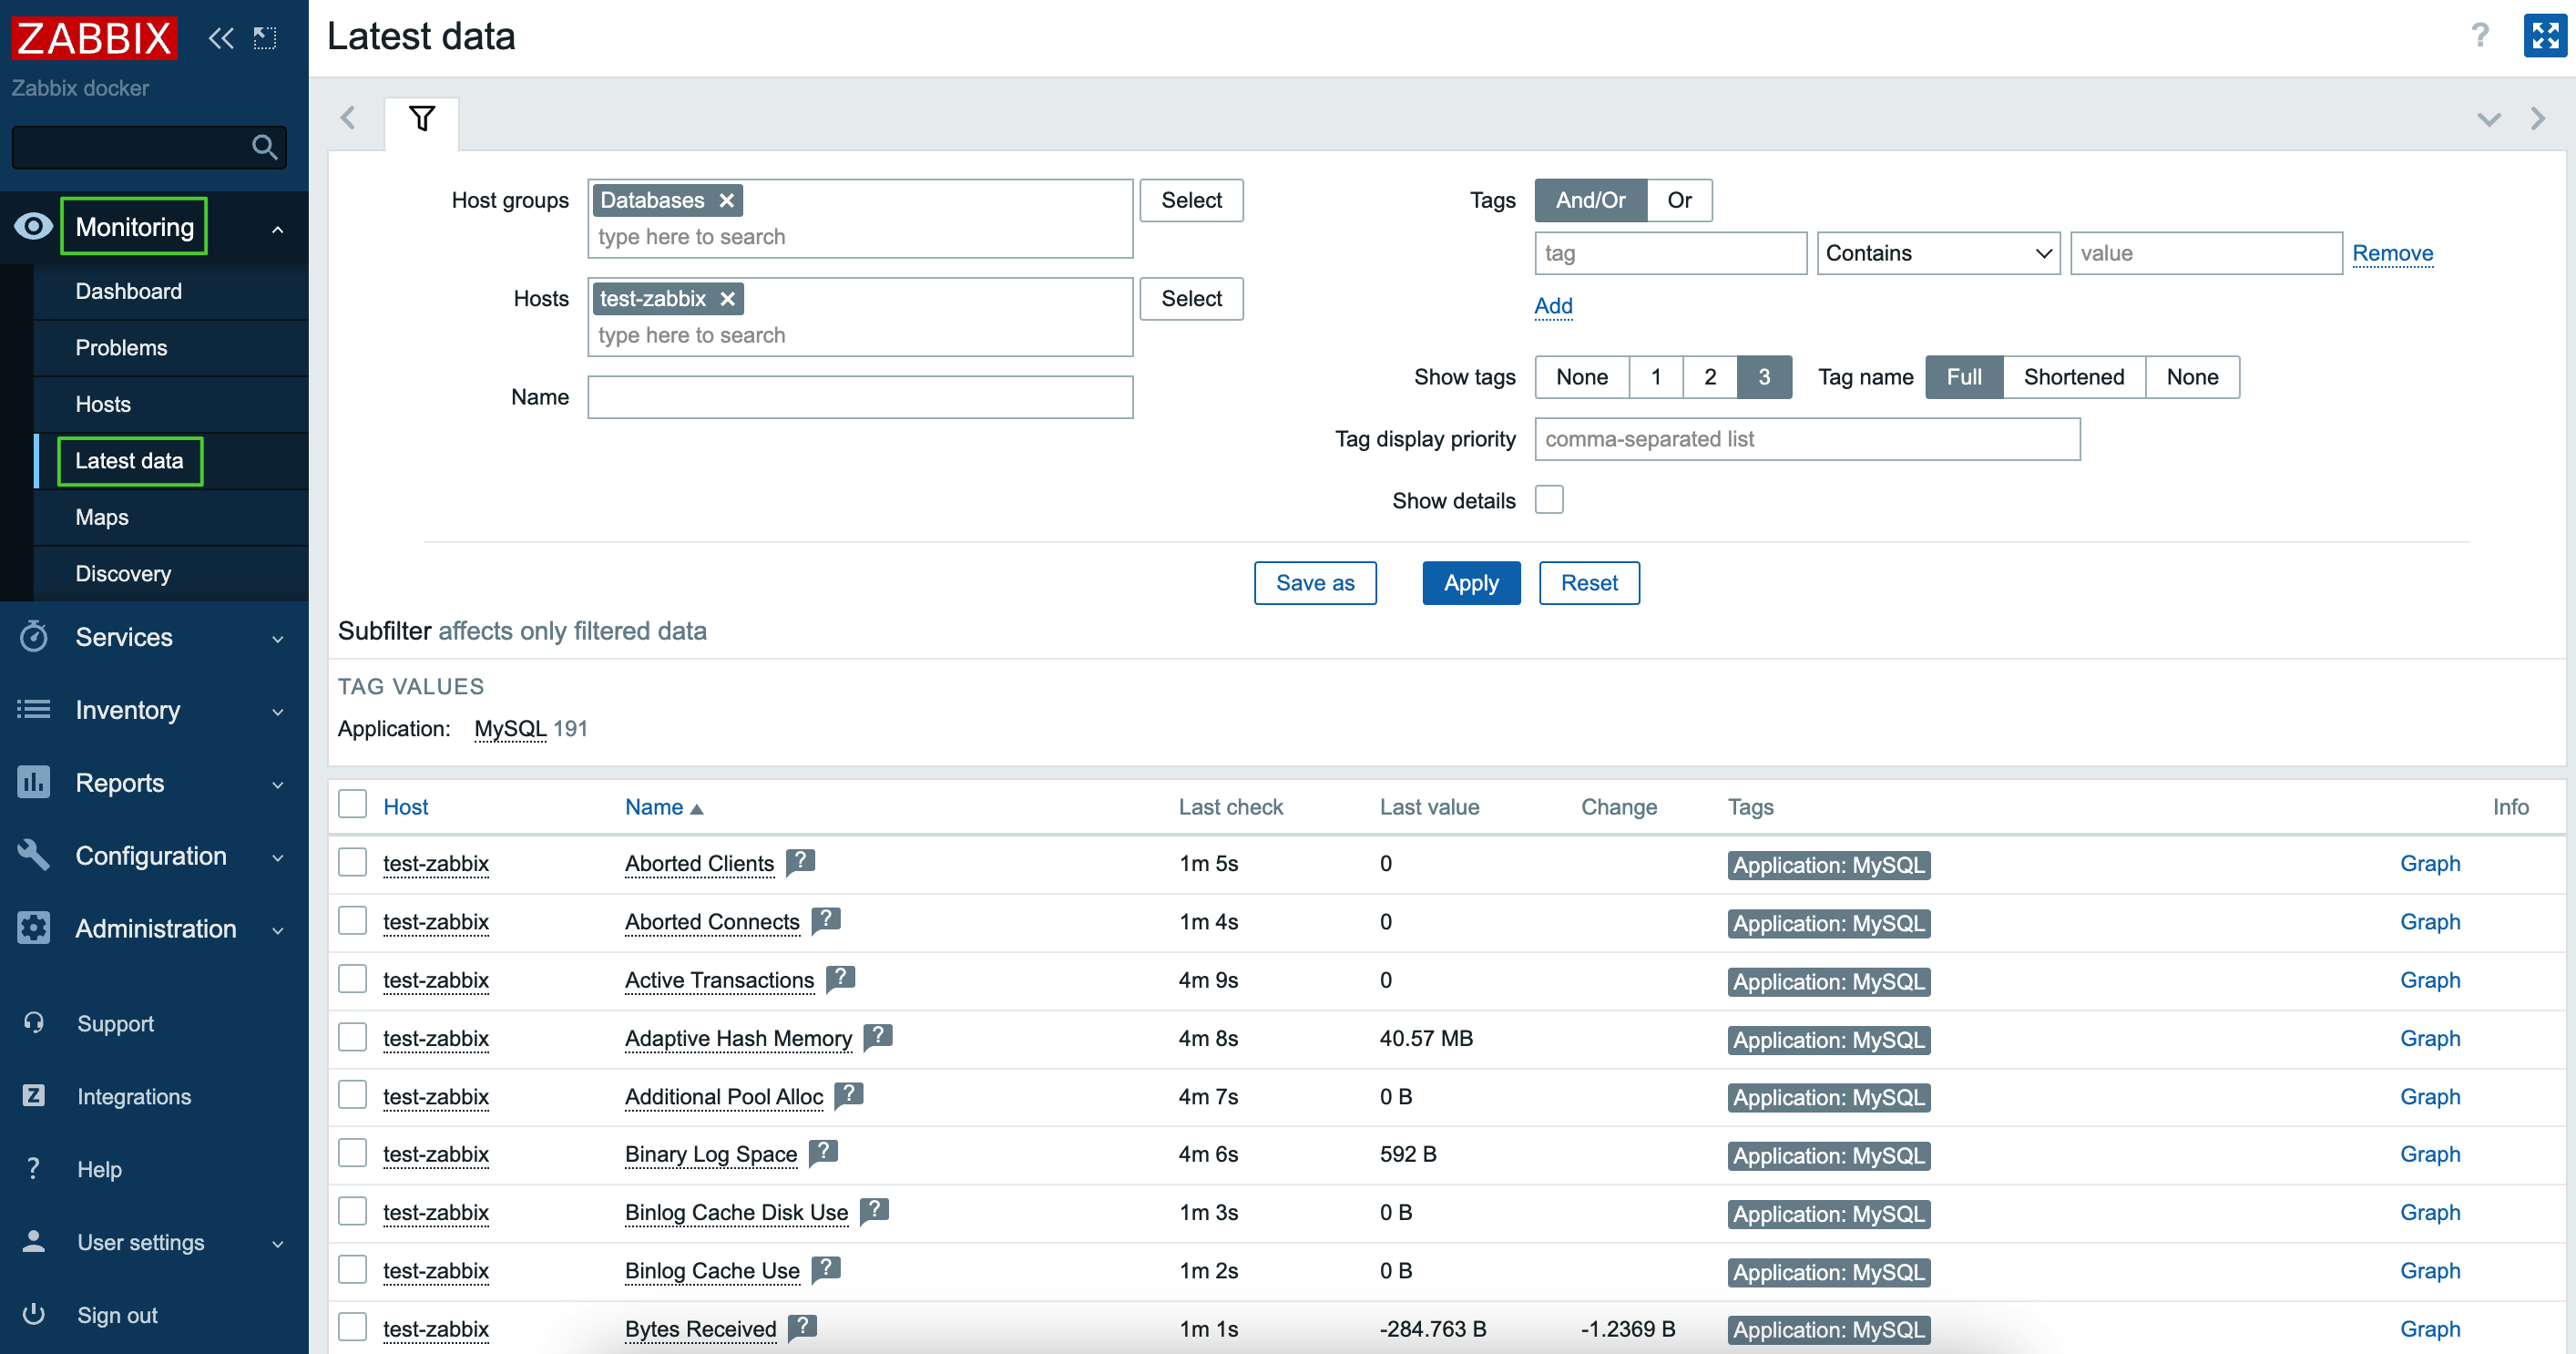 ZABBIX
Zabbix docker
Monitoring
Dashboard
Problems
Hosts
Latest data
Maps
Discovery
Services
Inventory
Reports
Configuration
Administration
Support
Z Integrations
? Help
User settings
Sign out
Latest data ?
Host groups Databases Select
type here to search
Hosts test-zabbix Select
type here to search
Name
Tags And/Or Or
tag Contains value Remove
Add
Show tags None 1 2 3 Tag name Full Shortened None
Tag display priority comma-separated list
Show details
Save as Apply Reset
Subfilter affects only filtered data
TAG VALUES
Application: MySQL 191
Host Name Last check Last value Change Tags Info
test-zabbix Aborted Clients ? 1m 5s 0 Application: MySQL Graph
test-zabbix Aborted Connects ? 1m 4s 0 Application: MySQL Graph
test-zabbix Active Transactions ? 4m 9s 0 Application: MySQL Graph
test-zabbix Adaptive Hash Memory ? 4m 8s 40.57 MB Application: MySQL Graph
test-zabbix Additional Pool Alloc ? 4m 7s 0 B Application: MySQL Graph
test-zabbix Binary Log Space ? 4m 6s 592 B Application: MySQL Graph
test-zabbix Binlog Cache Disk Use ? 1m 3s 0 B Application: MySQL Graph
test-zabbix Binlog Cache Use ? 1m 2s 0 B Application: MySQL Graph
test-zabbix Bytes Received ? 1m 1s -284.763 B -1.2369 B Application: MySQL Graph